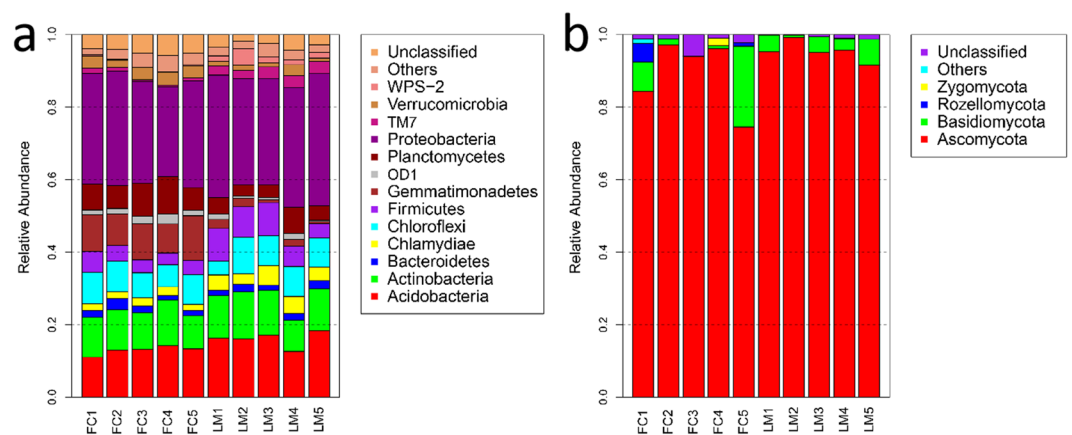 a
Relative Abundance
1.0
0.8
0.6
0.4
0.2
0.0
FC1 FC2 FC3 FC4 FC5 LM1 LM2 LM3 LM4 LM5
Unclassified
Others
WPS-2
Verrucomicrobia
TM7
Proteobacteria
Planctomycetes
OD1
Gemmatimonadetes
Firmicutes
Chloroflexi
Chlamydiae
Bacteroidetes
Actinobacteria
Acidobacteria
b
Relative Abundance
1.0
0.8
0.6
0.4
0.2
0.0
FC1 FC2 FC3 FC4 FC5 LM1 LM2 LM3 LM4 LM5
Unclassified
Others
Zygomycota
Rozellomycota
Basidiomycota
Ascomycota